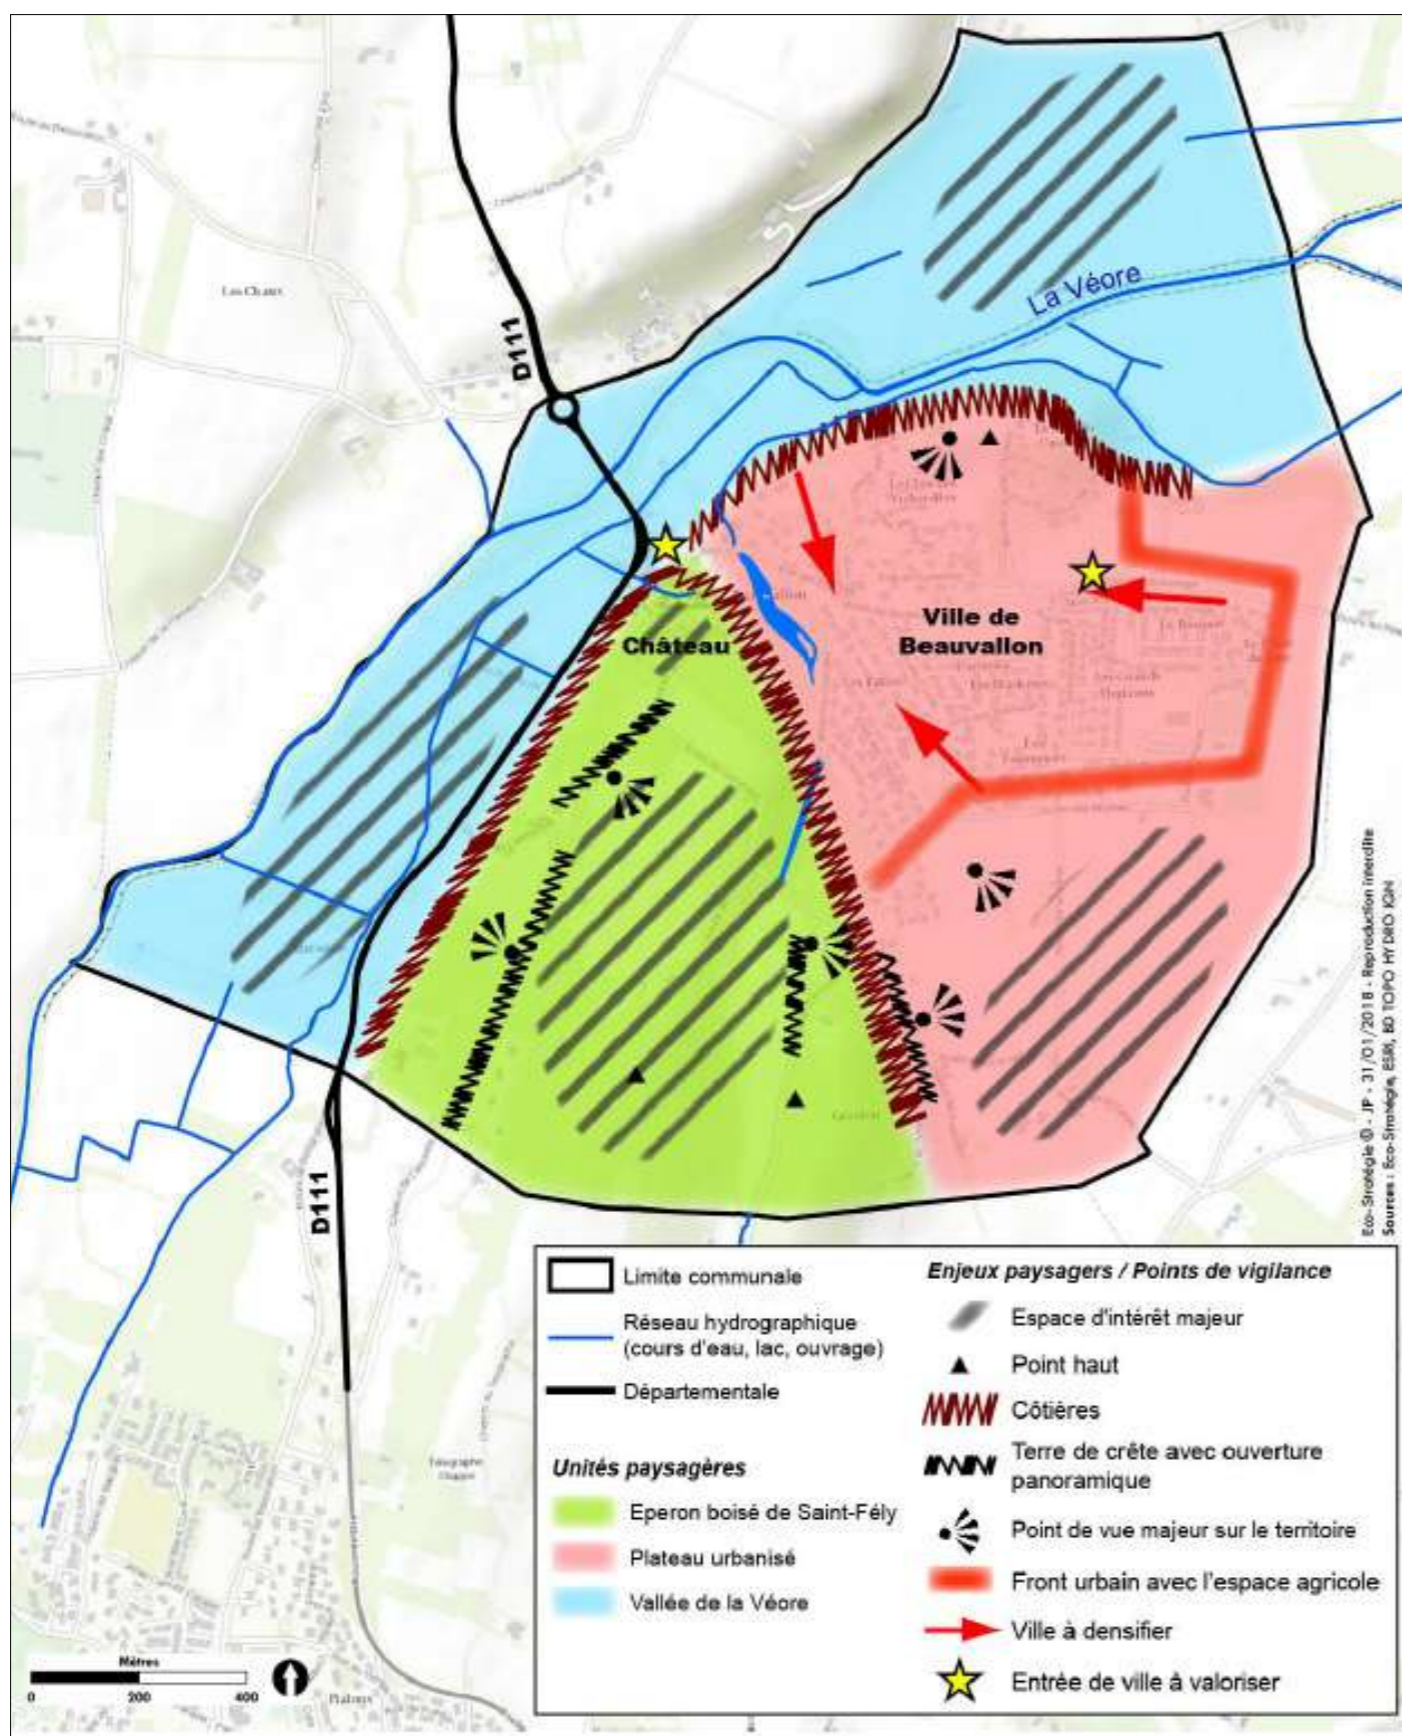 Les Chaux
D111
La Véore
Château
Ville de
Beauvallon
D111
Télégraphe
Chappe
Mètres
0 200 400
Eco-Stratégie © - JP - 31/01/2018 - Reproduction interdite
Sources : Eco-Stratégie, ESRI, BD TOPO HYDRO IGN
Limite communale
Réseau hydrographique
(cours d'eau, lac, ouvrage)
Départementale
Unités paysagères
Eperon boisé de Saint-Fély
Plateau urbanisé
Vallée de la Véore
Enjeux paysagers / Points de vigilance
Espace d'intérêt majeur
Point haut
Côtières
Terre de crête avec ouverture
panoramique
Point de vue majeur sur le territoire
Front urbain avec l'espace agricole
Ville à densifier
Entrée de ville à valoriser